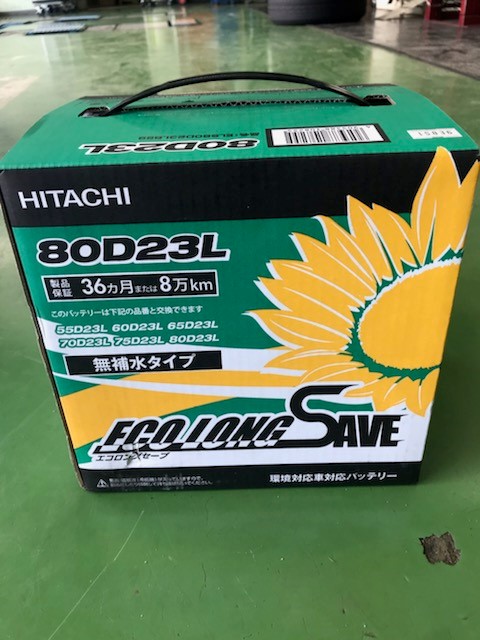 80D23L
15836
HITACHI
80D23L
製品保証 36ヵ月または8万km
このバッテリーは下記の品番と交換できます
55D23L 60D23L 65D23L
70D23L 75D23L 80D23L
無補水タイプ
ECO LONG SAVE
エコロングセーブ
環境対応車対応バッテリー